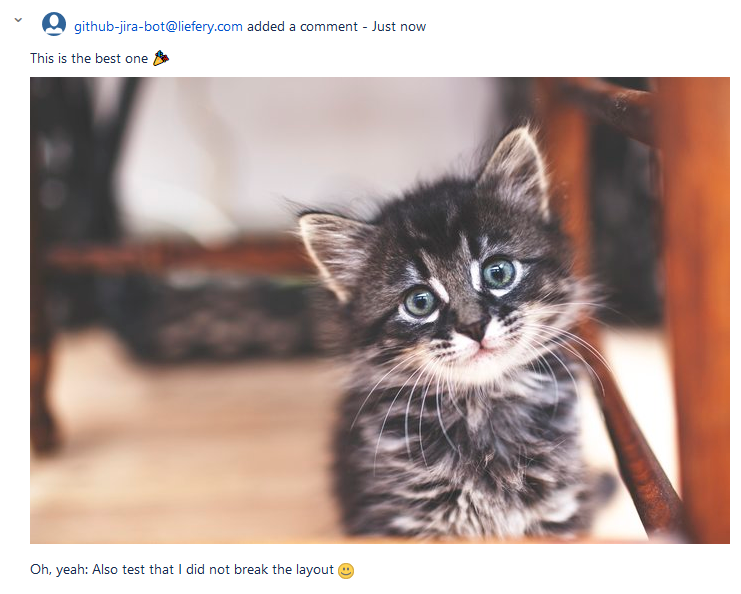 github-jira-bot@liefery.com added a comment - Just now
This is the best one 🎉
Oh, yeah: Also test that I did not break the layout 🙂